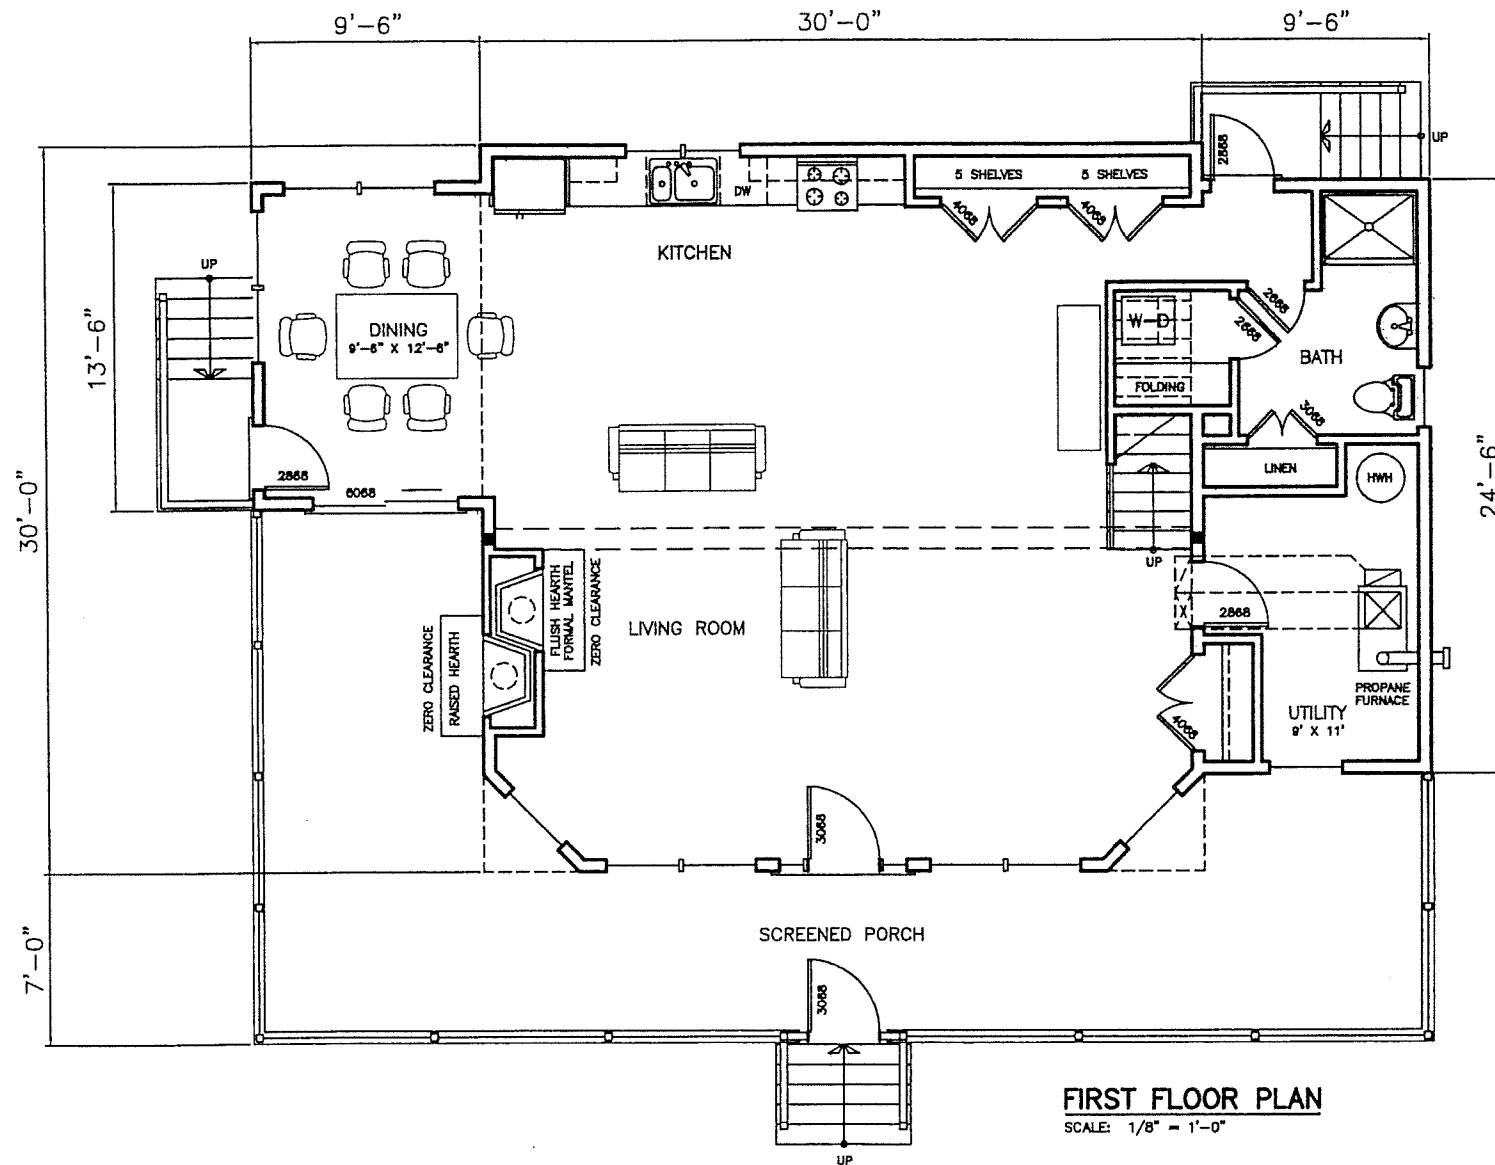 9'-6"
30'-0"
9'-6"
2868
UP
5 SHELVES
5 SHELVES
DW
4068
4068
KITCHEN
UP
2668
2668
W-D
DINING
9'-6" X 12'-6"
BATH
13'-6"
FOLDING
3068
2868
6068
LINEN
HWH
24'-6"
30'-0"
UP
FLUSH HEARTH
FORMAL MANTEL
ZERO CLEARANCE
X
2868
LIVING ROOM
ZERO CLEARANCE
RAISED HEARTH
PROPANE
FURNACE
UTILITY
9' X 11'
4068
3068
SCREENED PORCH
7'-0"
3068
UP
FIRST FLOOR PLAN
SCALE: 1/8" = 1'-0"